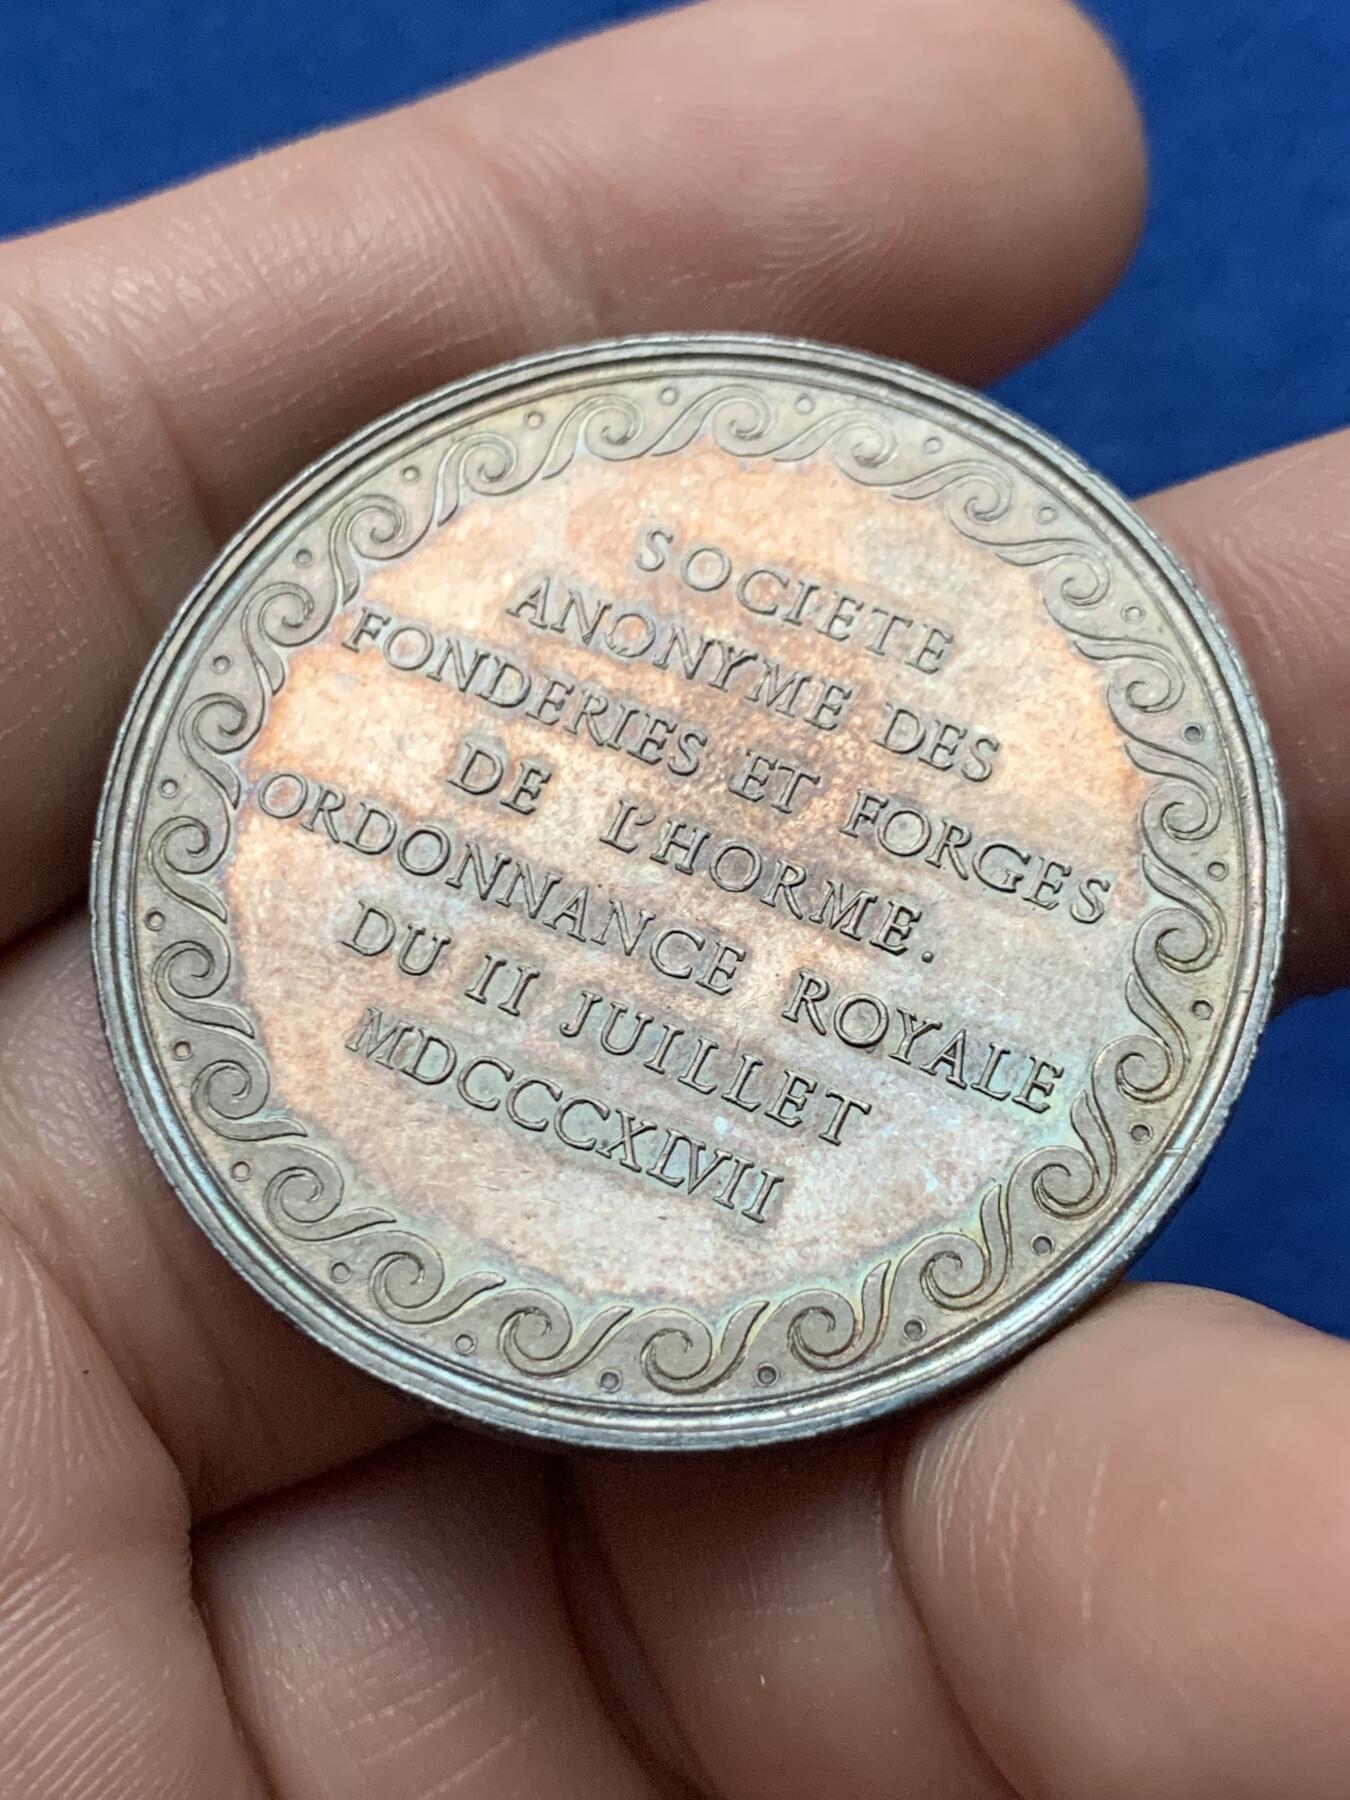 SOCIETE
ANONYME DES
FONDERIES ET FORGES
DE L'HORME.
ORDONNANCE ROYALE
DU II JUILLET
MDCCCXLVII